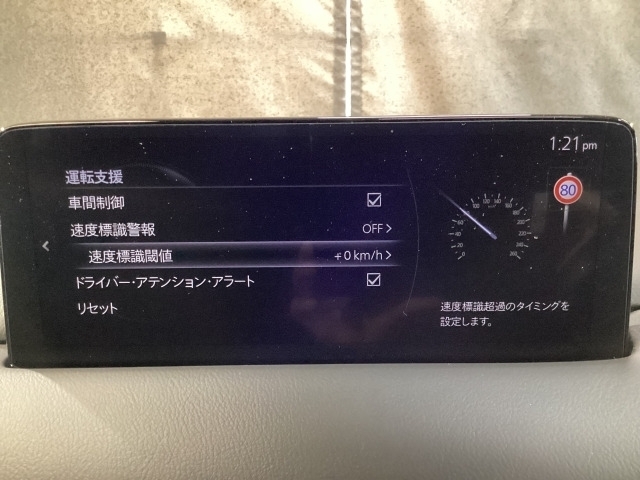 1:21 pm
運転支援
車間制御
速度標識警報 OFF >
速度標識閾値 +0 km/h >
ドライバー・アテンション・アラート
リセット
80
速度標識超過のタイミングを
設定します。